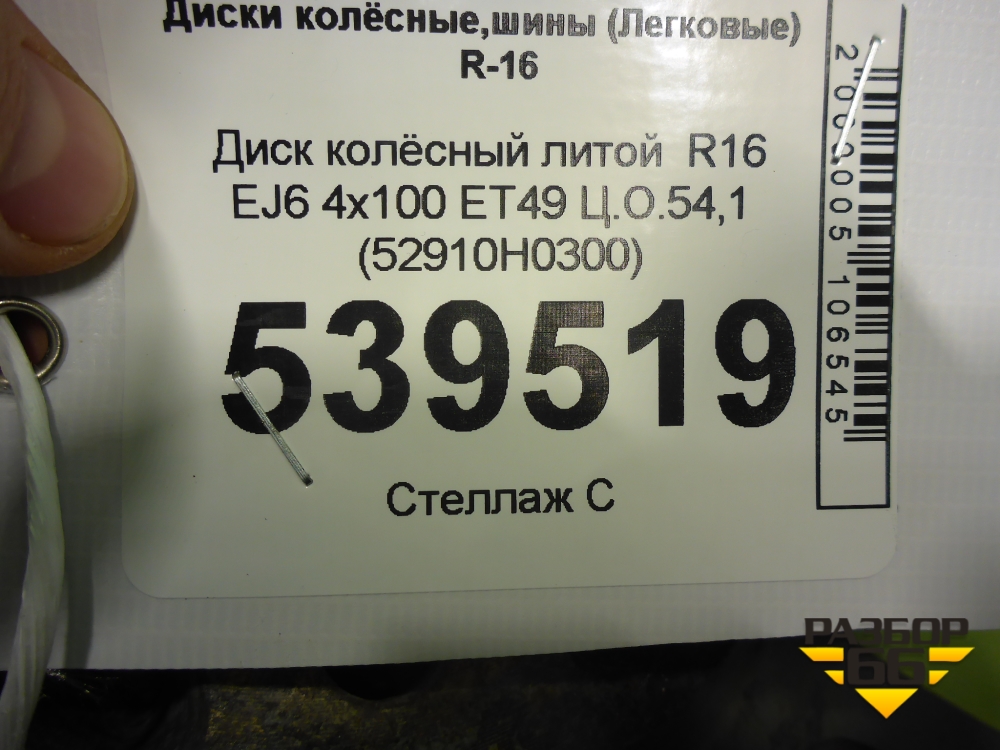 Диски колёсные,шины (Легковые)
R-16
Диск колёсный литой R16
EJ6 4x100 ET49 Ц.О.54,1
(52910H0300)
539519
Стеллаж С
2000005106545
РАЗБОР
66